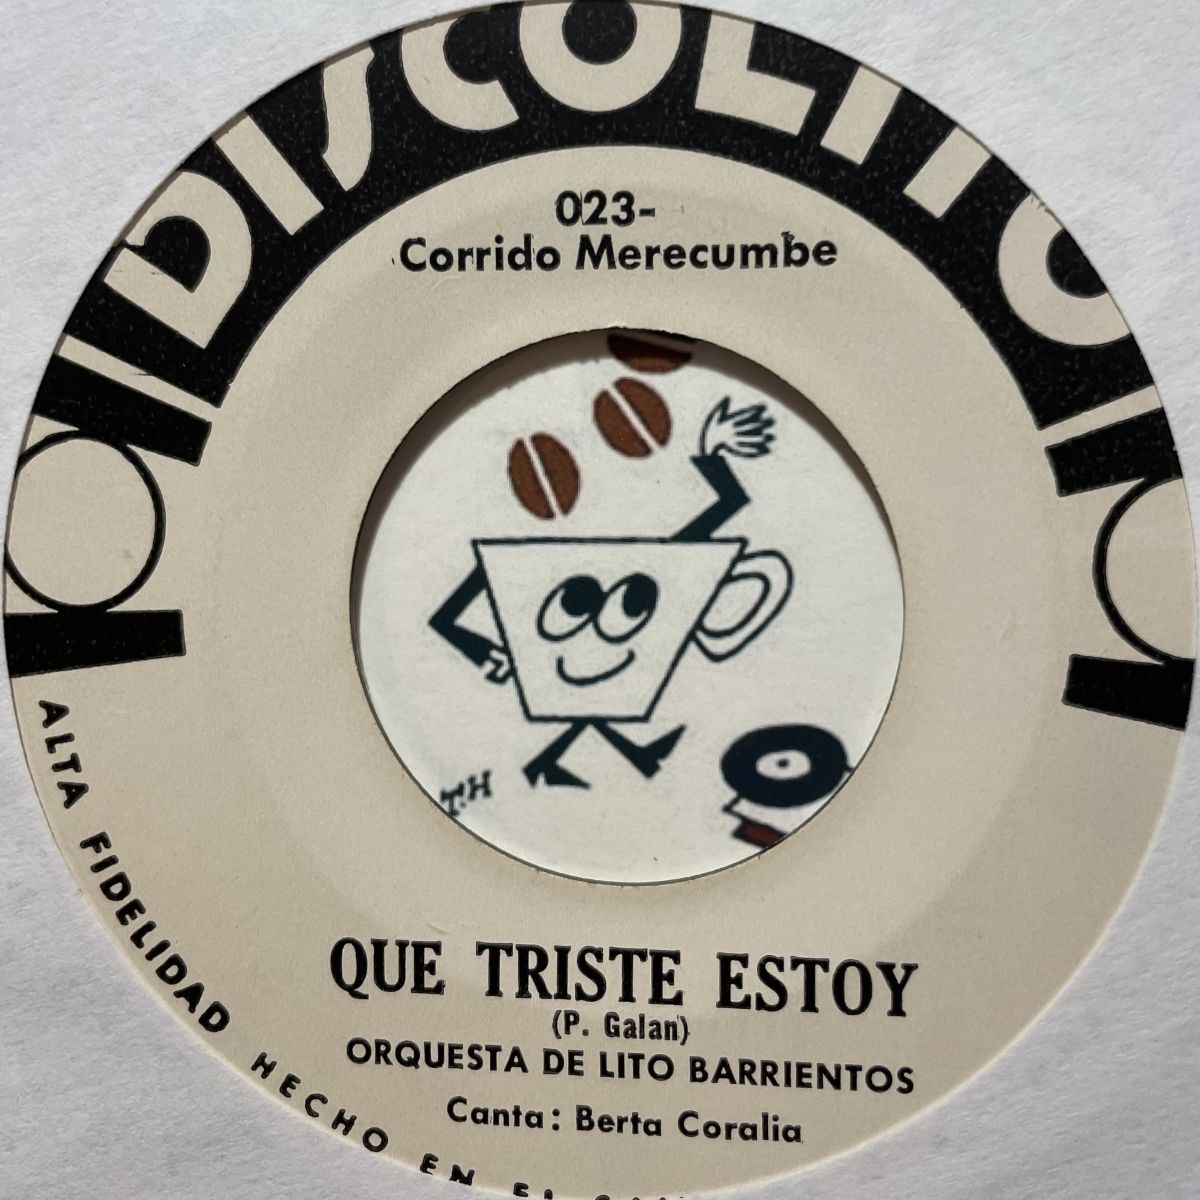 DISCOLITO
023-
Corrido Merecumbe
T.H
QUE TRISTE ESTOY
(P. Galan)
ORQUESTA DE LITO BARRIENTOS
Canta: Berta Coralia
ALTA FIDELIDAD HECHO EN EL